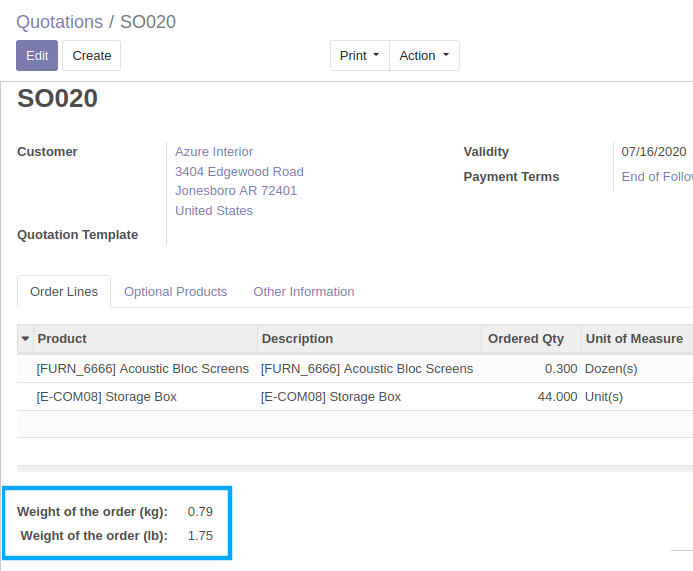 Quotations / SO020
Edit Create Print Action
SO020
Customer Azure Interior Validity 07/16/2020
3404 Edgewood Road Payment Terms End of Follow
Jonesboro AR 72401
United States
Quotation Template
Order Lines Optional Products Other Information
Product Description Ordered Qty Unit of Measure
[FURN_6666] Acoustic Bloc Screens [FURN_6666] Acoustic Bloc Screens 0.300 Dozen(s)
[E-COM08] Storage Box [E-COM08] Storage Box 44.000 Unit(s)
Weight of the order (kg): 0.79
Weight of the order (lb): 1.75